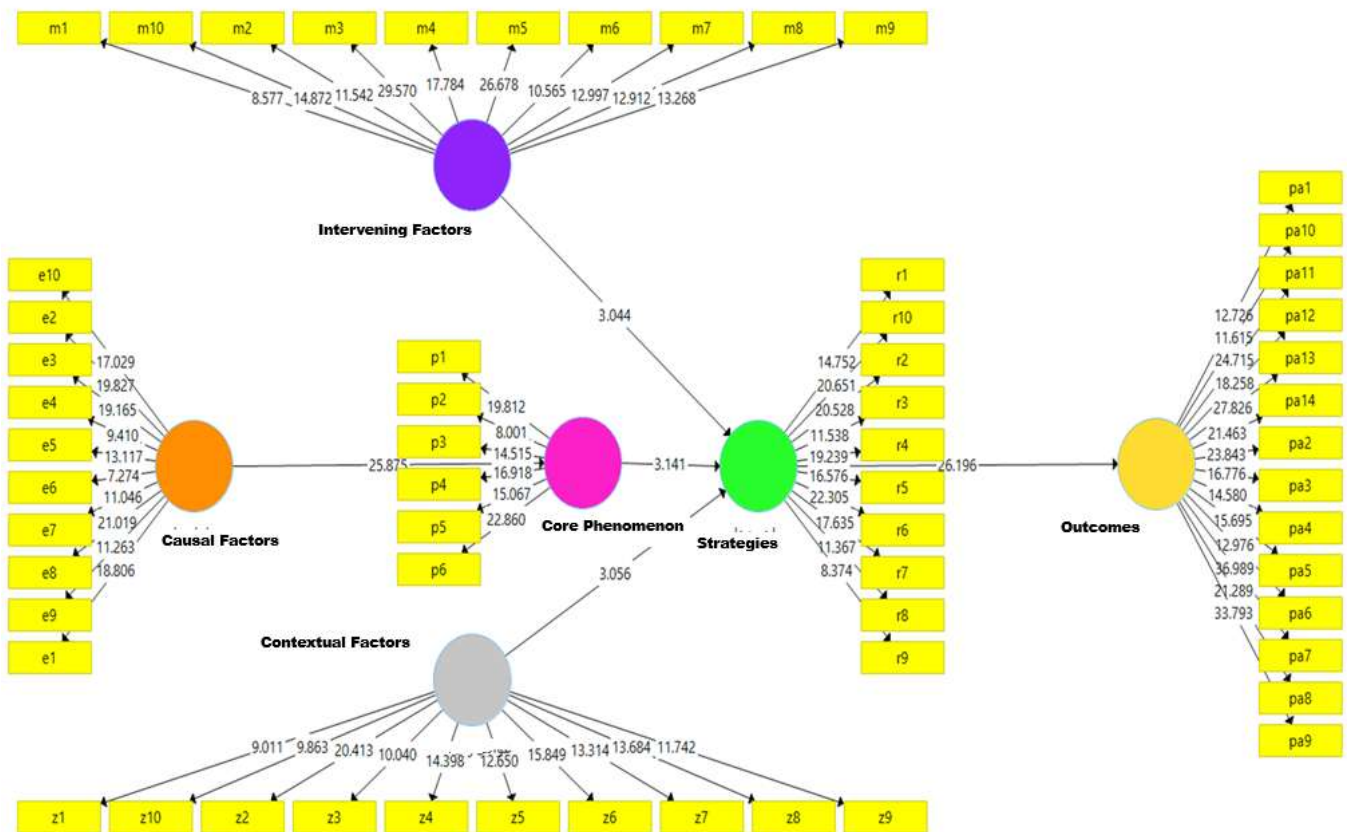 m1 m10 m2 m3 m4 m5 m6 m7 m8 m9
8.577 14.872 11.542 29.570 17.784 26.678 10.565 12.997 12.912 13.268
Intervening Factors
3.044
e10
e2
e3
e4
e5
e6
e7
e8
e9
e1
17.029
19.827
19.165
9.410
13.117
7.274
11.046
21.019
11.263
18.806
Causal Factors
25.875
p1
p2
p3
p4
p5
p6
19.812
8.001
14.515
16.918
15.067
22.860
Core Phenomenon
3.141
Strategies
r1
r10
r2
r3
r4
r5
r6
r7
r8
r9
14.752
20.651
20.528
11.538
19.239
16.576
22.305
17.635
11.367
8.374
26.196
Outcomes
pa1
pa10
pa11
pa12
pa13
pa14
pa2
pa3
pa4
pa5
pa6
pa7
pa8
pa9
12.726
11.615
24.715
18.258
27.826
21.463
23.843
16.776
14.580
15.695
12.976
36.989
21.289
33.793
3.056
Contextual Factors
9.011 9.863 20.413 10.040 14.398 12.650 15.849 13.314 13.684 11.742
z1 z10 z2 z3 z4 z5 z6 z7 z8 z9